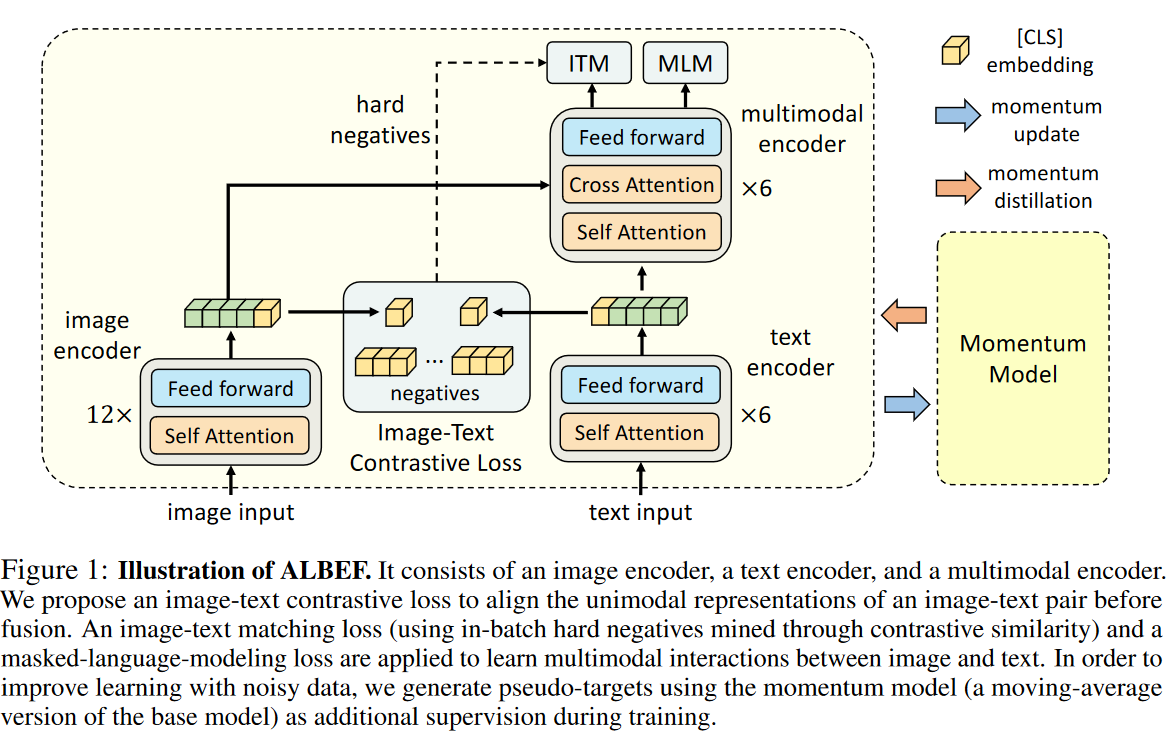 ITM
MLM
[CLS]
embedding
hard
negatives
Feed forward
Cross Attention
Self Attention
multimodal
encoder
×6
momentum
update
momentum
distillation
image
encoder
12×
Feed forward
Self Attention
...
negatives
Image-Text
Contrastive Loss
text
encoder
×6
Feed forward
Self Attention
Momentum
Model
image input
text input
Figure 1: Illustration of ALBEF. It consists of an image encoder, a text encoder, and a multimodal encoder.
We propose an image-text contrastive loss to align the unimodal representations of an image-text pair before
fusion. An image-text matching loss (using in-batch hard negatives mined through contrastive similarity) and a
masked-language-modeling loss are applied to learn multimodal interactions between image and text. In order to
improve learning with noisy data, we generate pseudo-targets using the momentum model (a moving-average
version of the base model) as additional supervision during training.